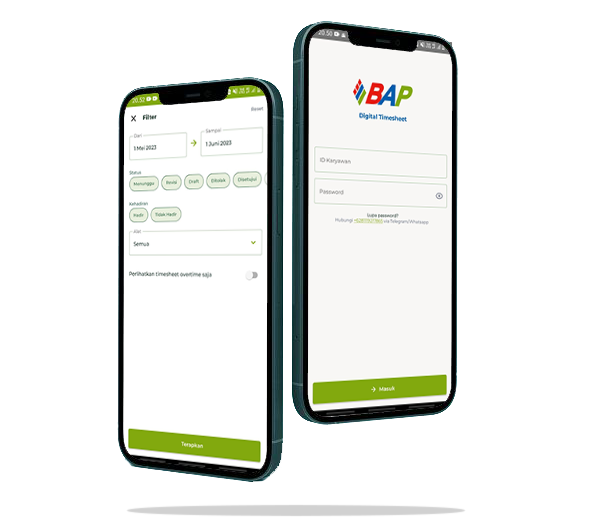 20.52
Filter
Reset
Dari
1 Mei 2023
Sampai
1 Juni 2023
Status
Menunggu
Revisi
Draft
Ditolak
Disetujui
Kehadiran
Hadir
Tidak Hadir
Alat
Semua
Perlihatkan timesheet overtime saja
Terapkan
20.50
BAP
Digital Timesheet
ID Karyawan
Password
Lupa password?
Hubungi via Telegram/Whatsapp
Masuk